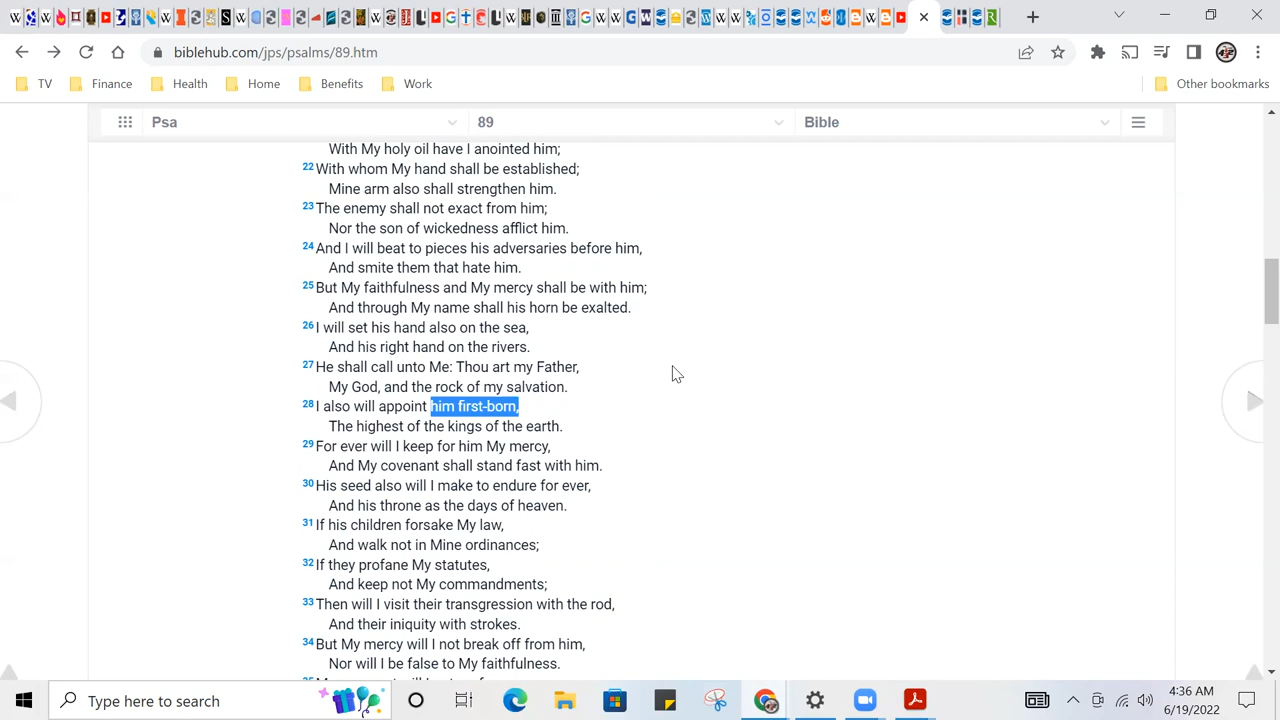 biblehub.com/jps/psalms/89.htm
TV Finance Health Home Benefits Work Other bookmarks
Psa 89 Bible
With My holy oil have I anointed him;
22 With whom My hand shall be established;
Mine arm also shall strengthen him.
23 The enemy shall not exact from him;
Nor the son of wickedness afflict him.
24 And I will beat to pieces his adversaries before him,
And smite them that hate him.
25 But My faithfulness and My mercy shall be with him;
And through My name shall his horn be exalted.
26 I will set his hand also on the sea,
And his right hand on the rivers.
27 He shall call unto Me: Thou art my Father,
My God, and the rock of my salvation.
28 I also will appoint him first-born,
The highest of the kings of the earth.
29 For ever will I keep for him My mercy,
And My covenant shall stand fast with him.
30 His seed also will I make to endure for ever,
And his throne as the days of heaven.
31 If his children forsake My law,
And walk not in Mine ordinances;
32 If they profane My statutes,
And keep not My commandments;
33 Then will I visit their transgression with the rod,
And their iniquity with strokes.
34 But My mercy will I not break off from him,
Nor will I be false to My faithfulness.
Type here to search
4:36 AM
6/19/2022